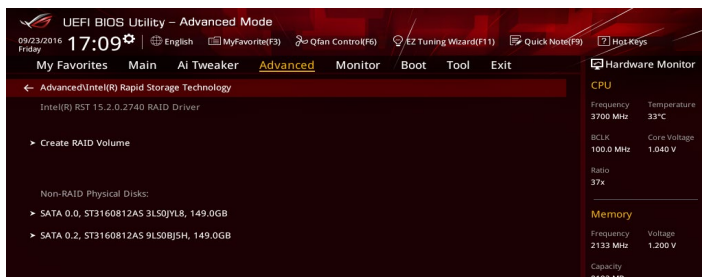 UEFI BIOS Utility – Advanced Mode
09/23/2016 Friday 17:09 English MyFavorite(F3) Qfan Control(F6) EZ Tuning Wizard(F11) Quick Note(F9) Hot Keys
My Favorites Main Ai Tweaker Advanced Monitor Boot Tool Exit
Hardware Monitor
← Advanced\Intel(R) Rapid Storage Technology
Intel(R) RST 15.2.0.2740 RAID Driver
> Create RAID Volume
Non-RAID Physical Disks:
> SATA 0.0, ST3160812AS 3LS0JYL8, 149.0GB
> SATA 0.2, ST3160812AS 9LS0BJ5H, 149.0GB
CPU
Frequency Temperature
3700 MHz 33°C
BCLK Core Voltage
100.0 MHz 1.040 V
Ratio
37x
Memory
Frequency Voltage
2133 MHz 1.200 V
Capacity